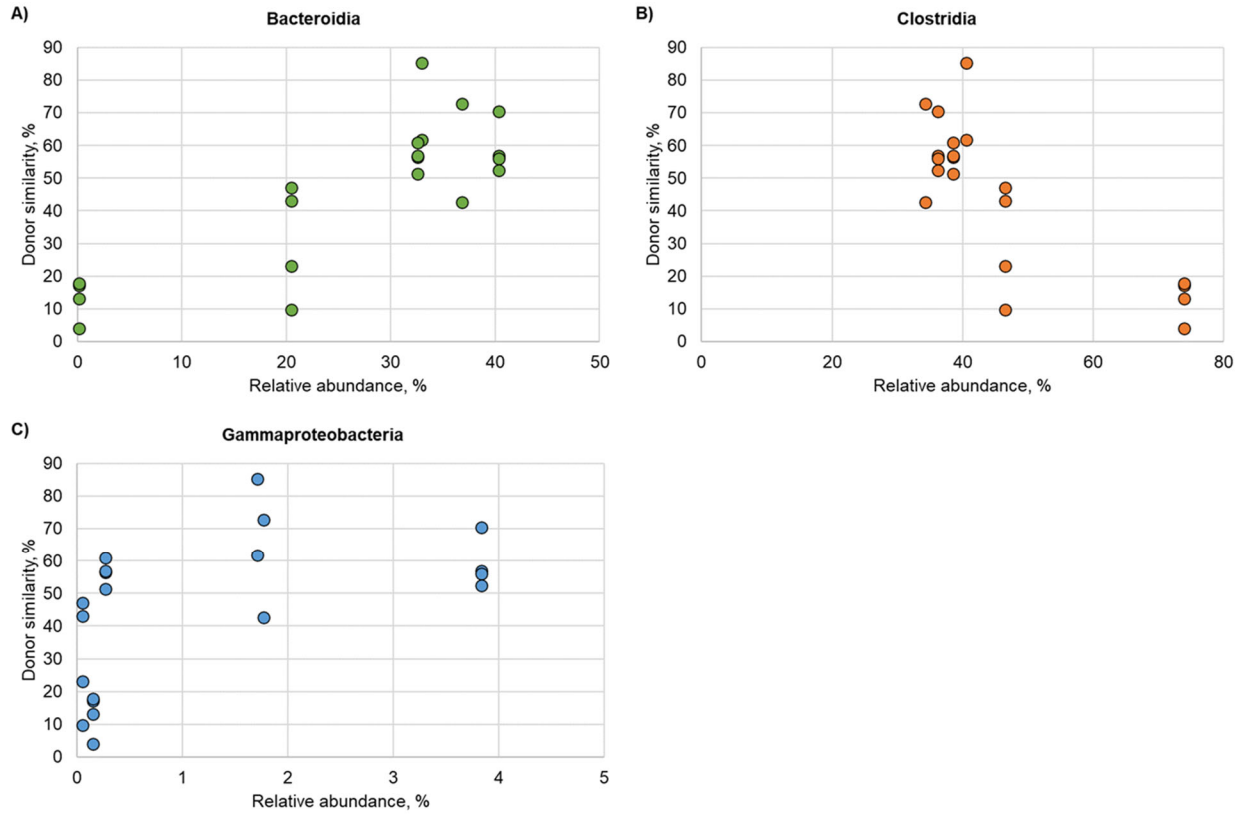 A)
Bacteroidia
90
80
70
60
50
40
30
20
10
0
Donor similarity, %
0 10 20 30 40 50
Relative abundance, %
B)
Clostridia
90
80
70
60
50
40
30
20
10
0
Donor similarity, %
0 20 40 60 80
Relative abundance, %
C)
Gammaproteobacteria
90
80
70
60
50
40
30
20
10
0
Donor similarity, %
0 1 2 3 4 5
Relative abundance, %